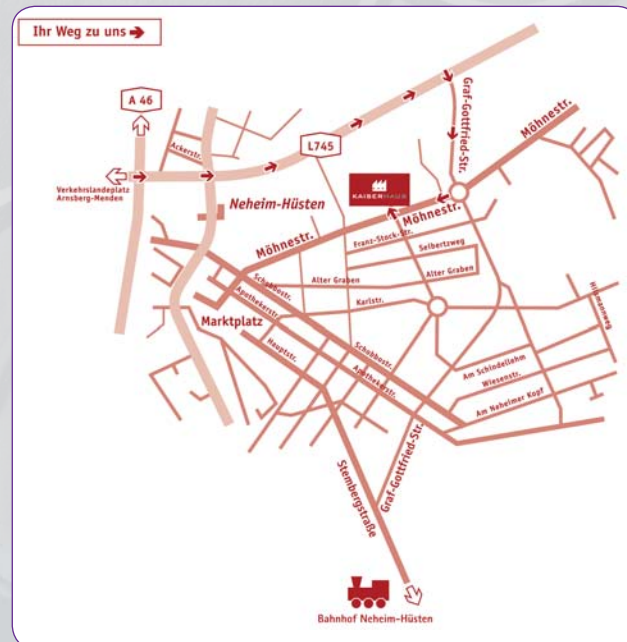 Ihr Weg zu uns
A 46
Ackerstr.
L745
Graf-Gottfried-Str.
Möhnestr.
Verkehrslandeplatz
Arnsberg-Menden
KAISERHAUS
Neheim-Hüsten
Möhnestr.
Möhnestr.
Franz-Stock-Str.
Selbertzweg
Schobbostr.
Alter Graben
Alter Graben
Apothekerstr.
Karlstr.
Marktplatz
Hauptstr.
Schobbostr.
Apothekerstr.
Am Schindellehm
Wiesenstr.
Am Neheimer Kopf
Graf-Gottfried-Str.
Stembergstraße
Bahnhof Neheim-Hüsten